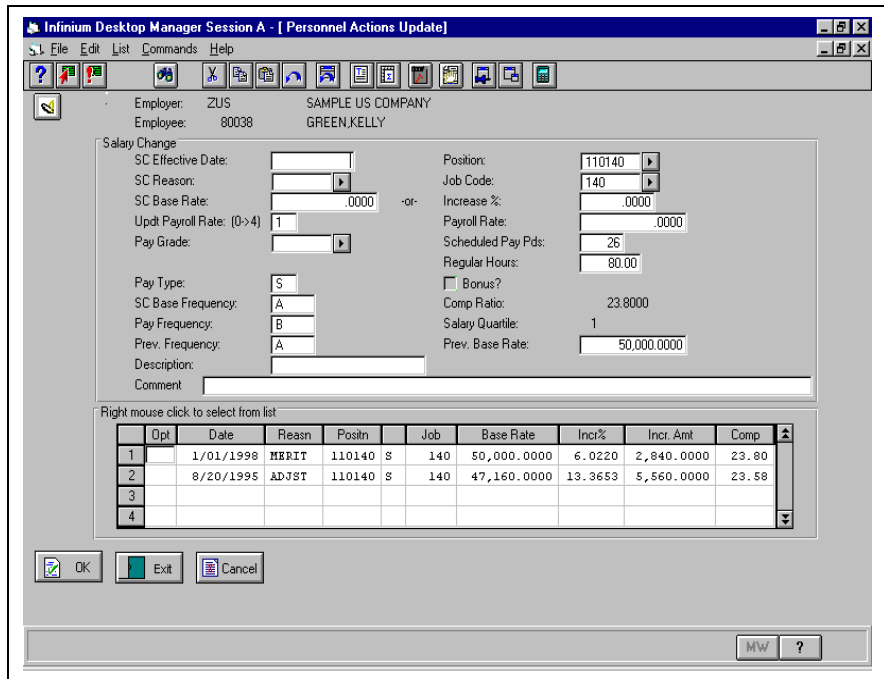 Infinium Desktop Manager Session A - [ Personnel Actions Update]
File Edit List Commands Help
Employer: ZUS SAMPLE US COMPANY
Employee: 80038 GREEN,KELLY
Salary Change
SC Effective Date: Position: 110140
SC Reason: Job Code: 140
SC Base Rate: .0000 -or- Increase %: .0000
Updt Payroll Rate: (0->4) 1 Payroll Rate: .0000
Pay Grade: Scheduled Pay Pds: 26
Regular Hours: 80.00
Pay Type: S Bonus?
SC Base Frequency: A Comp Ratio: 23.8000
Pay Frequency: B Salary Quartile: 1
Prev. Frequency: A Prev. Base Rate: 50,000.0000
Description:
Comment
Right mouse click to select from list
Opt Date Reasn Positn Job Base Rate Incr% Incr. Amt Comp
1 1/01/1998 MERIT 110140 S 140 50,000.0000 6.0220 2,840.0000 23.80
2 8/20/1995 ADJST 110140 S 140 47,160.0000 13.3653 5,560.0000 23.58
3
4
OK Exit Cancel
MW ?